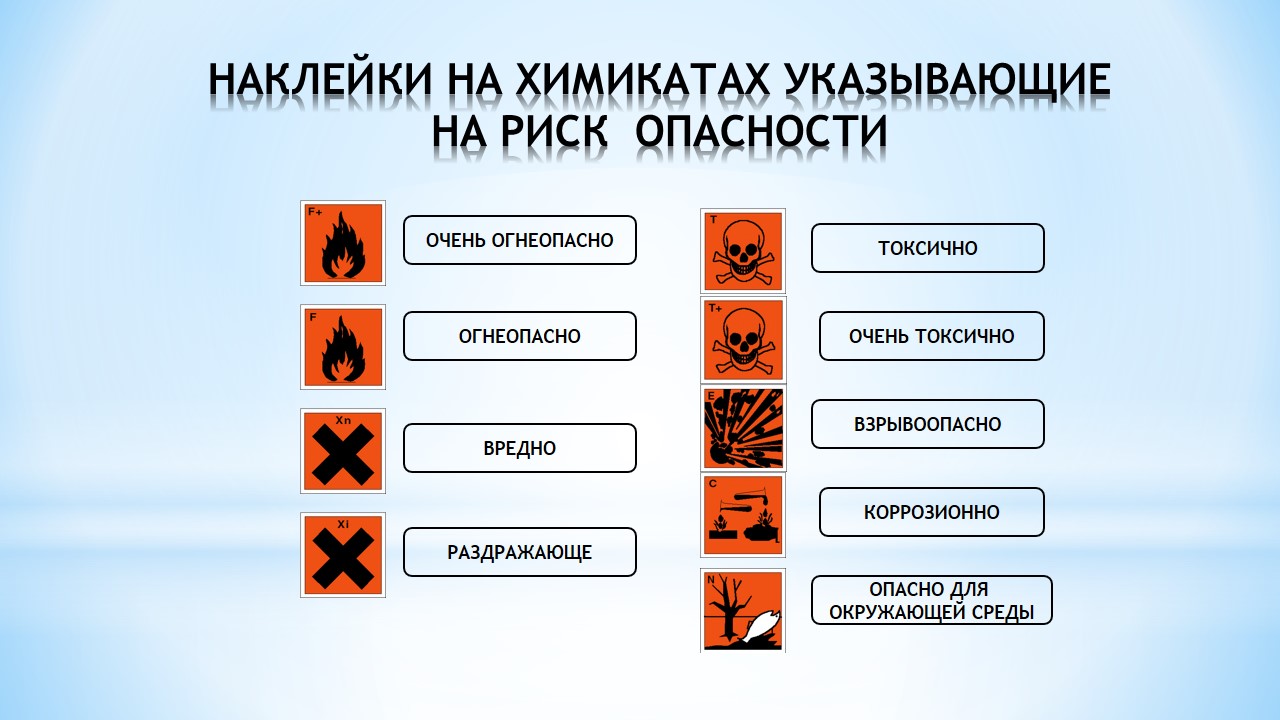 НАКЛЕЙКИ НА ХИМИКАТАХ УКАЗЫВАЮЩИЕ
НА РИСК ОПАСНОСТИ
F+
ОЧЕНЬ ОГНЕОПАСНО
F
ОГНЕОПАСНО
Xn
ВРЕДНО
Xi
РАЗДРАЖАЮЩЕ
T
ТОКСИЧНО
T+
ОЧЕНЬ ТОКСИЧНО
E
ВЗРЫВООПАСНО
C
КОРРОЗИОННО
N
ОПАСНО ДЛЯ
ОКРУЖАЮЩЕЙ СРЕДЫ